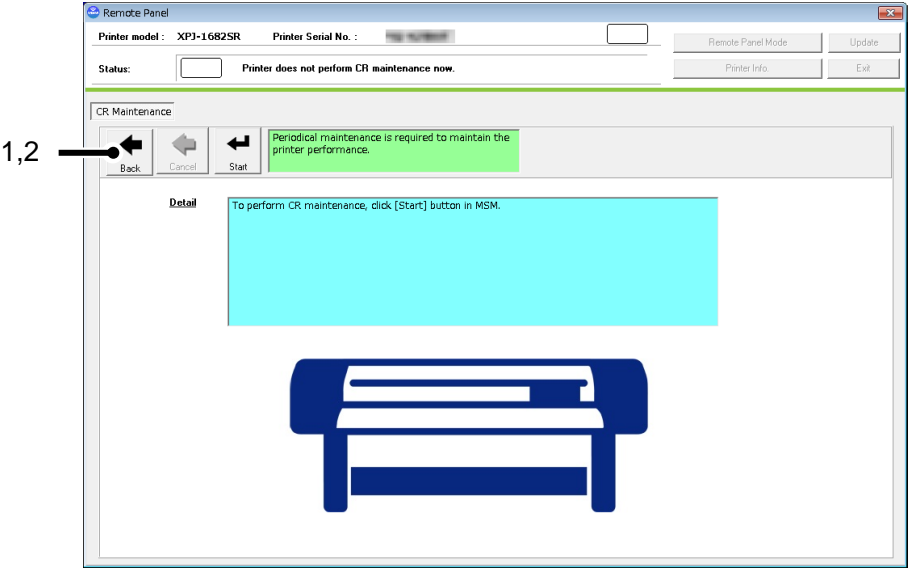 Remote Panel
Printer model : XPJ-1682SR Printer Serial No. :
Remote Panel Mode Update
Status: Printer does not perform CR maintenance now.
Printer Info. Exit
CR Maintenance
1,2
Back Cancel Start
Periodical maintenance is required to maintain the
printer performance.
Detail
To perform CR maintenance, click [Start] button in MSM.